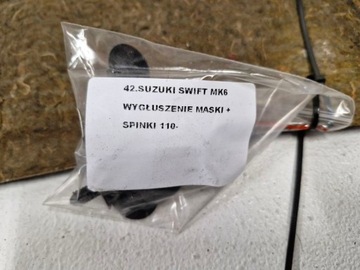 42.SUZUKI SWIFT MK6
WYGŁUSZENIE MASKI +
SPINKI 110-